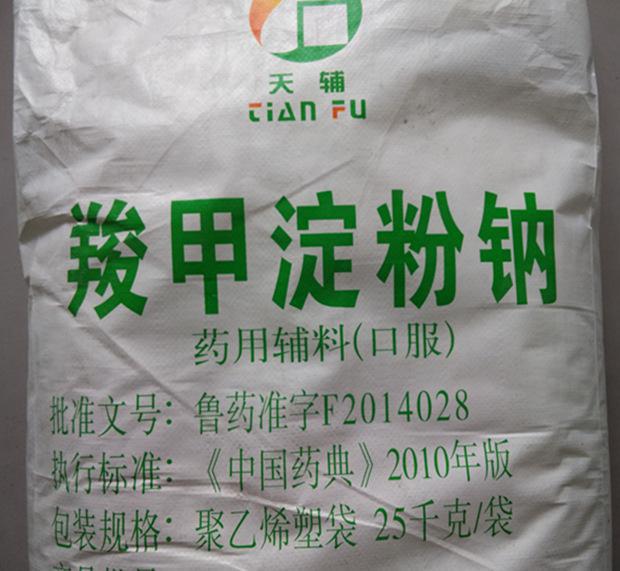 天辅
TIAN FU
羧甲淀粉钠
药用辅料(口服)
批准文号：鲁药准字F2014028
执行标准：《中国药典》2010年版
包装规格：聚乙烯塑袋 25千克/袋